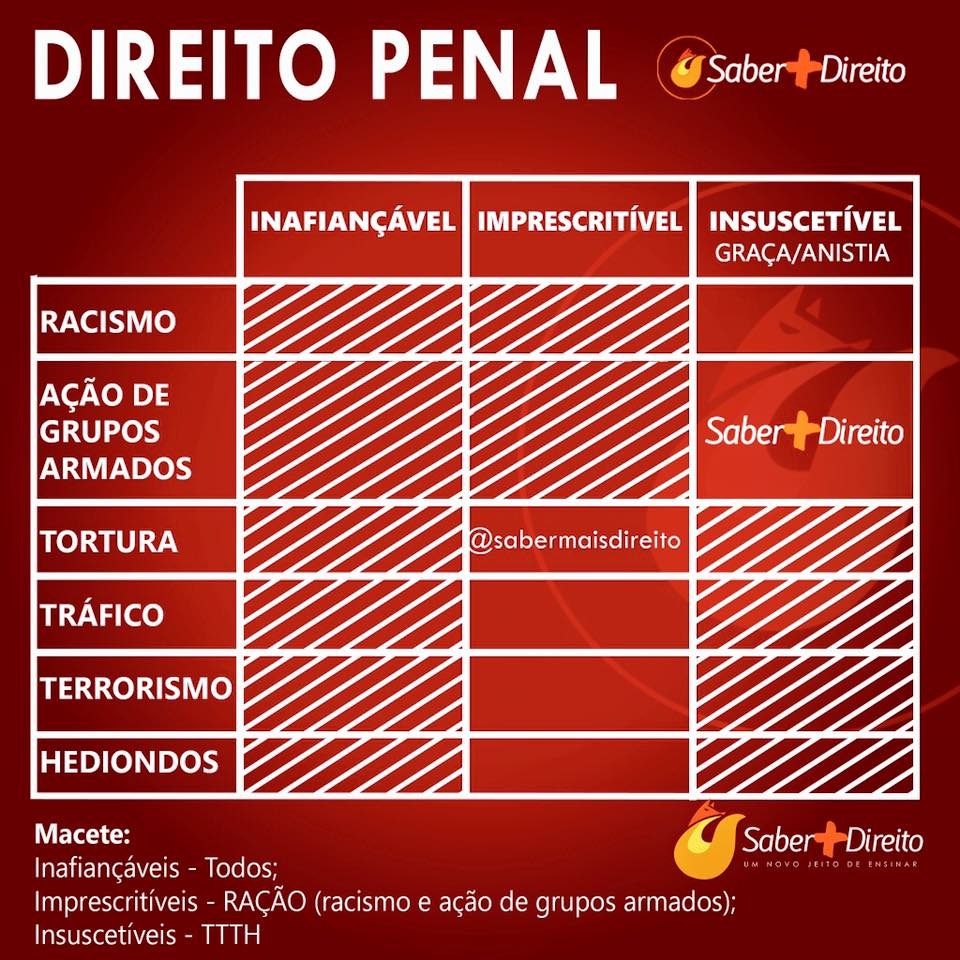 DIREITO PENAL
Saber+Direito
INAFIANÇÁVEL
IMPRESCRITÍVEL
INSUSCETÍVEL
GRAÇA/ANISTIA
RACISMO
AÇÃO DE
GRUPOS
ARMADOS
Saber+Direito
TORTURA
@sabermaisdireito
TRÁFICO
TERRORISMO
HEDIONDOS
Macete:
Inafiançáveis - Todos;
Imprescritíveis - RAÇÃO (racismo e ação de grupos armados);
Insuscetíveis - TTTH
Saber+Direito
UM NOVO JEITO DE ENSINAR